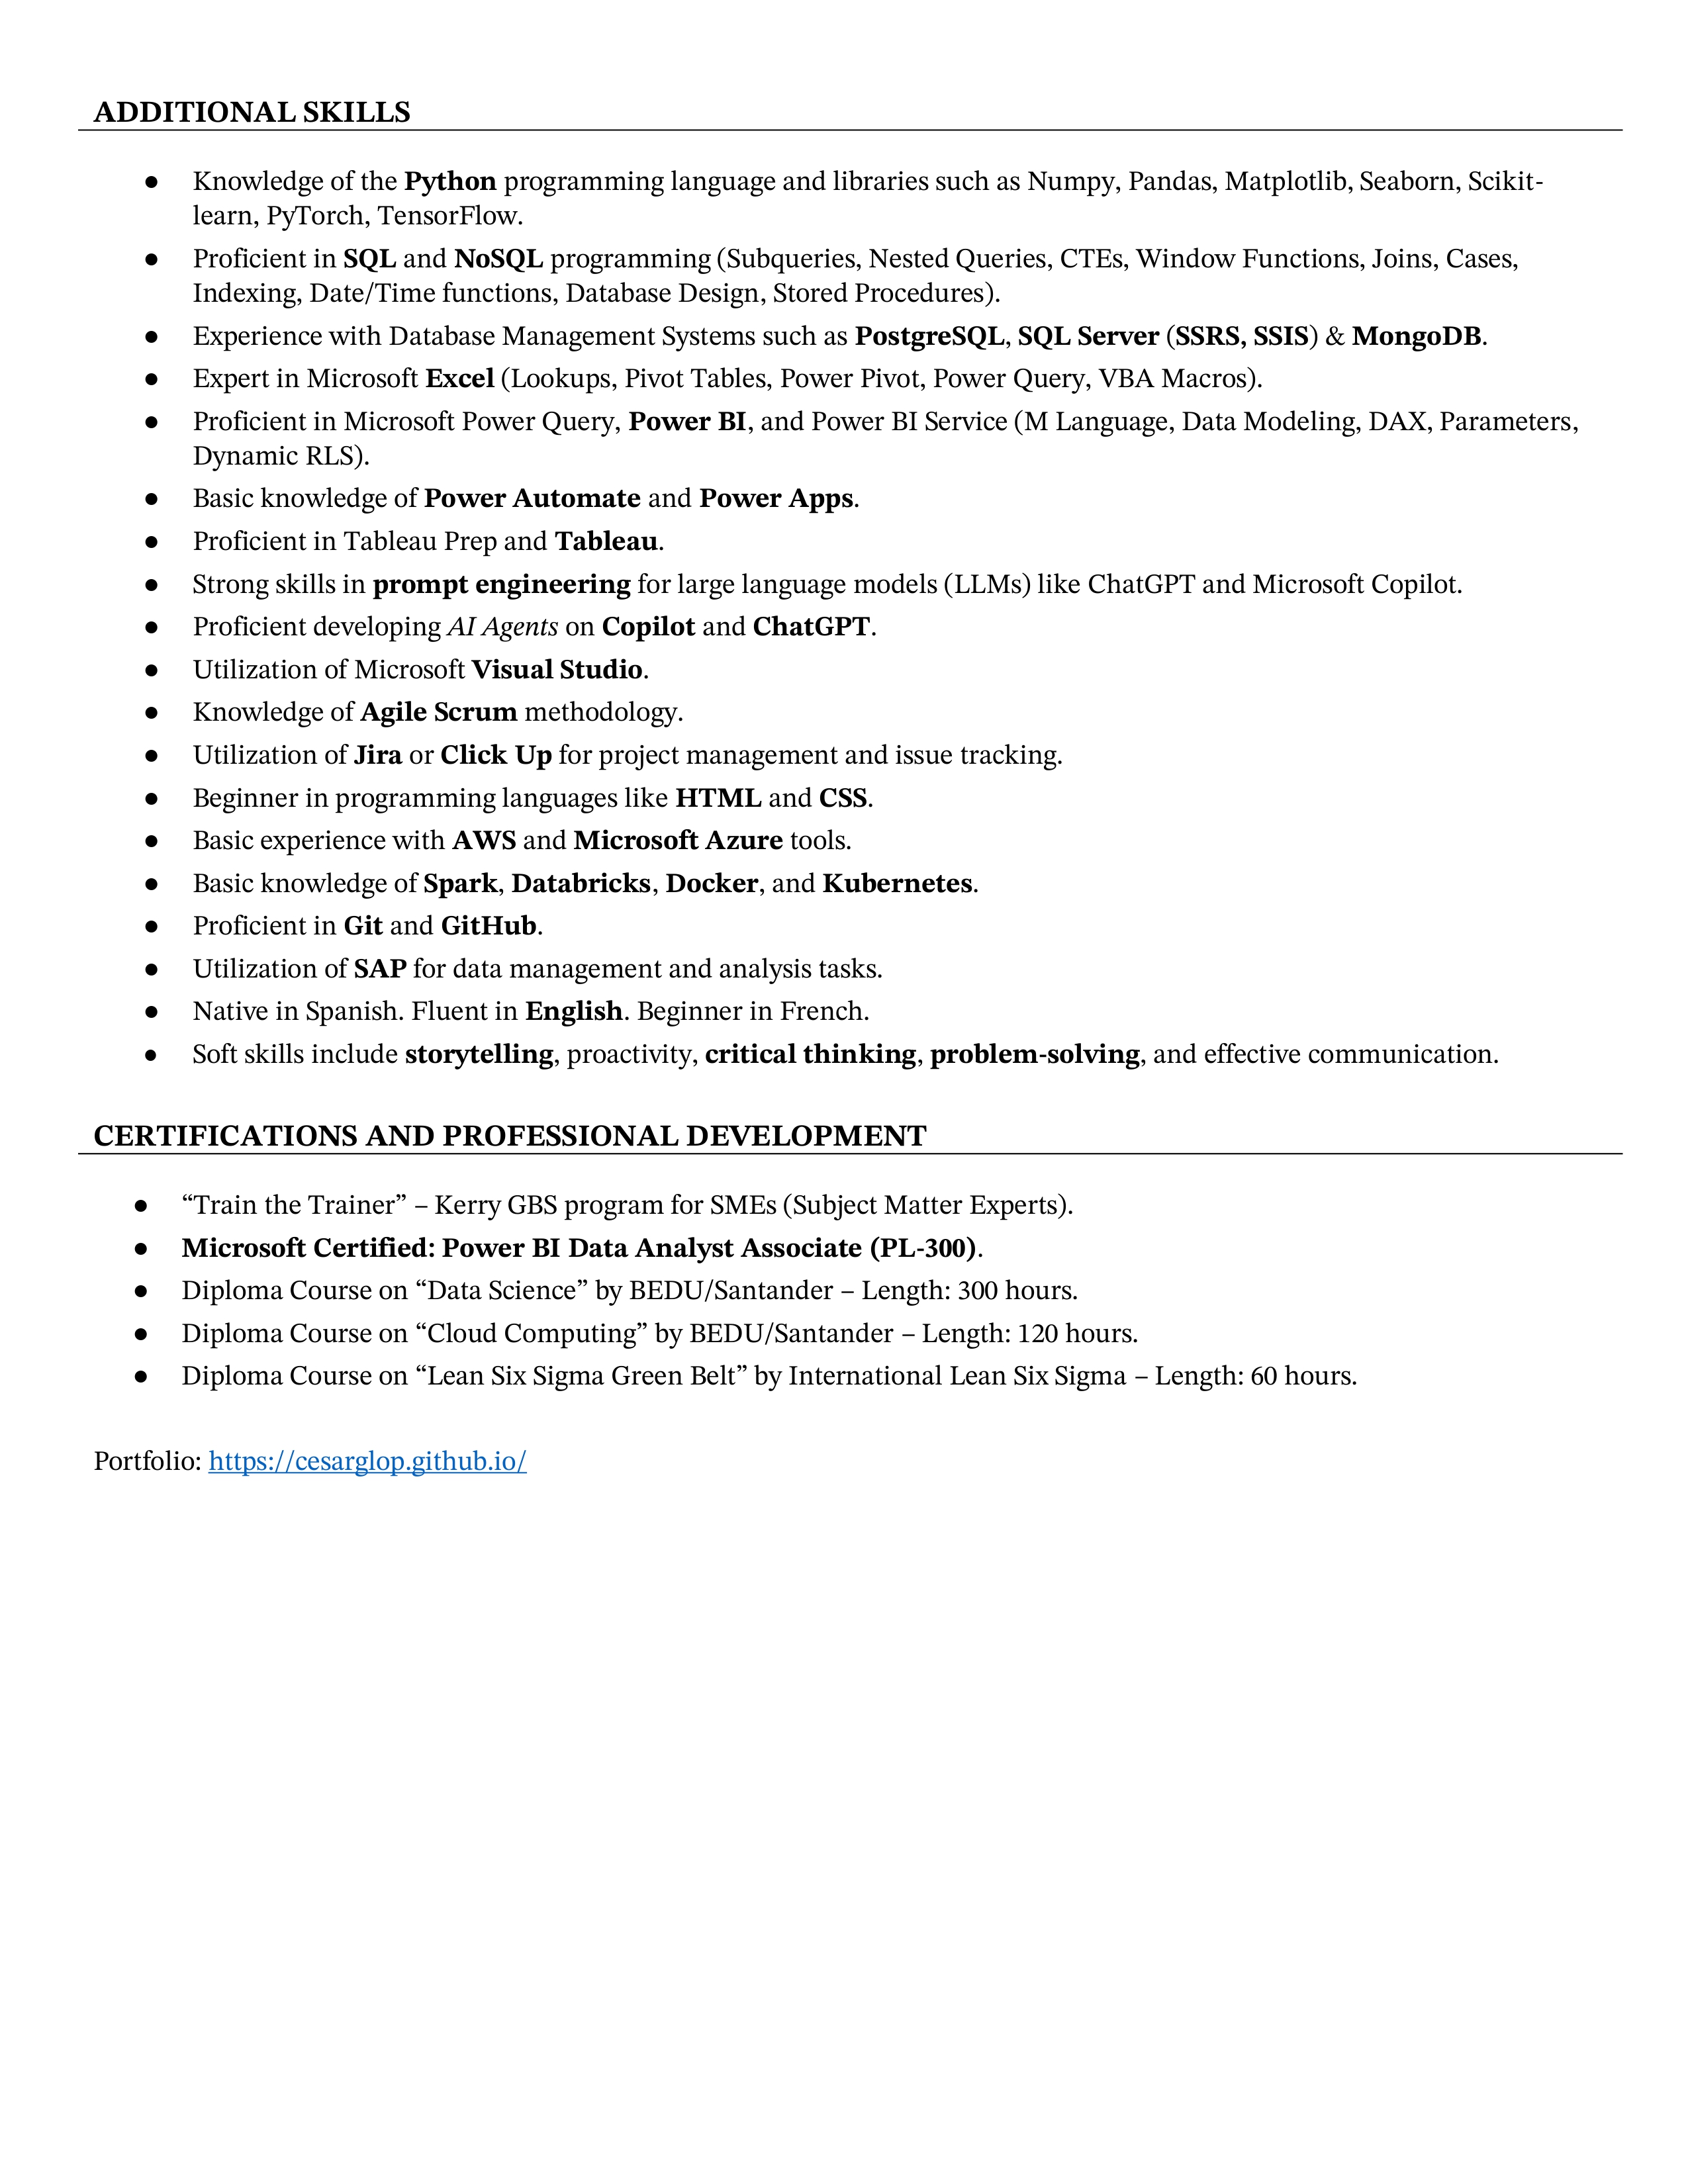 ADDITIONAL SKILLS
● Knowledge of the Python programming language and libraries such as Numpy, Pandas, Matplotlib, Seaborn, Scikit-
learn, PyTorch, TensorFlow.
● Proficient in SQL and NoSQL programming (Subqueries, Nested Queries, CTEs, Window Functions, Joins, Cases,
Indexing, Date/Time functions, Database Design, Stored Procedures).
● Experience with Database Management Systems such as PostgreSQL, SQL Server (SSRS, SSIS) & MongoDB.
● Expert in Microsoft Excel (Lookups, Pivot Tables, Power Pivot, Power Query, VBA Macros).
● Proficient in Microsoft Power Query, Power BI, and Power BI Service (M Language, Data Modeling, DAX, Parameters,
Dynamic RLS).
● Basic knowledge of Power Automate and Power Apps.
● Proficient in Tableau Prep and Tableau.
● Strong skills in prompt engineering for large language models (LLMs) like ChatGPT and Microsoft Copilot.
● Proficient developing AI Agents on Copilot and ChatGPT.
● Utilization of Microsoft Visual Studio.
● Knowledge of Agile Scrum methodology.
● Utilization of Jira or Click Up for project management and issue tracking.
● Beginner in programming languages like HTML and CSS.
● Basic experience with AWS and Microsoft Azure tools.
● Basic knowledge of Spark, Databricks, Docker, and Kubernetes.
● Proficient in Git and GitHub.
● Utilization of SAP for data management and analysis tasks.
● Native in Spanish. Fluent in English. Beginner in French.
● Soft skills include storytelling, proactivity, critical thinking, problem-solving, and effective communication.
CERTIFICATIONS AND PROFESSIONAL DEVELOPMENT
● “Train the Trainer” – Kerry GBS program for SMEs (Subject Matter Experts).
● Microsoft Certified: Power BI Data Analyst Associate (PL-300).
● Diploma Course on “Data Science” by BEDU/Santander – Length: 300 hours.
● Diploma Course on “Cloud Computing” by BEDU/Santander – Length: 120 hours.
● Diploma Course on “Lean Six Sigma Green Belt” by International Lean Six Sigma – Length: 60 hours.
Portfolio: https://cesarglop.github.io/